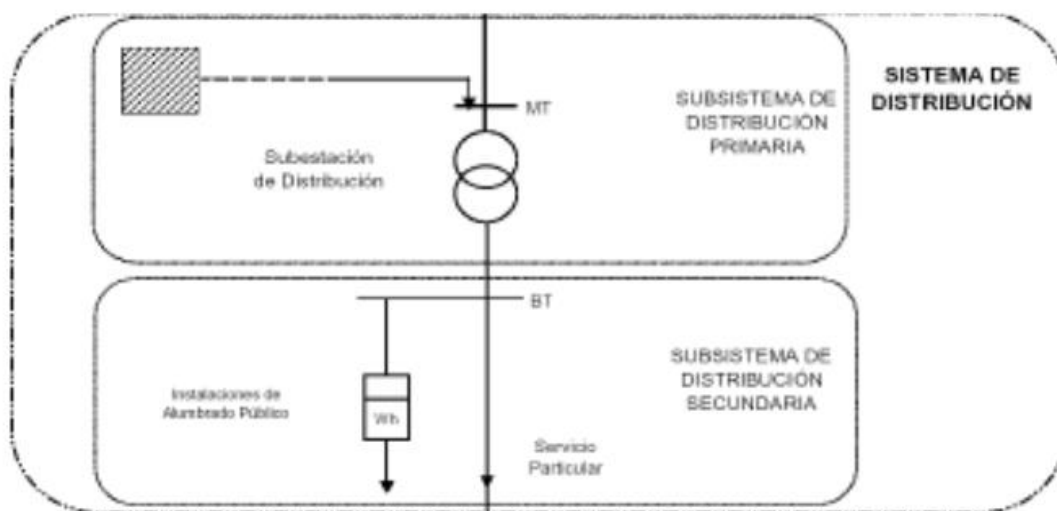 SISTEMA DE
DISTRIBUCIÓN
SUBSISTEMA DE
DISTRIBUCIÓN
PRIMARIA
MT
Subestación
de Distribución
BT
SUBSISTEMA DE
DISTRIBUCIÓN
SECUNDARIA
Instalaciones de
Alumbrado Público
Wh
Servicio
Particular